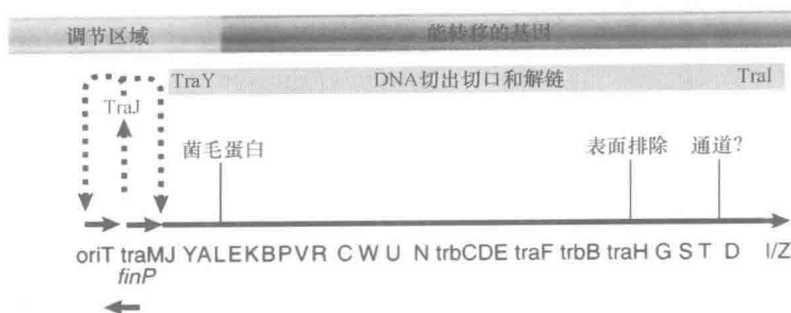 调节区域 能转移的基因
TraY DNA切出切口和解链 TraI
TraJ
菌毛蛋白 表面排除 通道?
oriT traMJ YALEKBPVR C W U N trbCDE traF trbB traH G S T D I/Z
finP